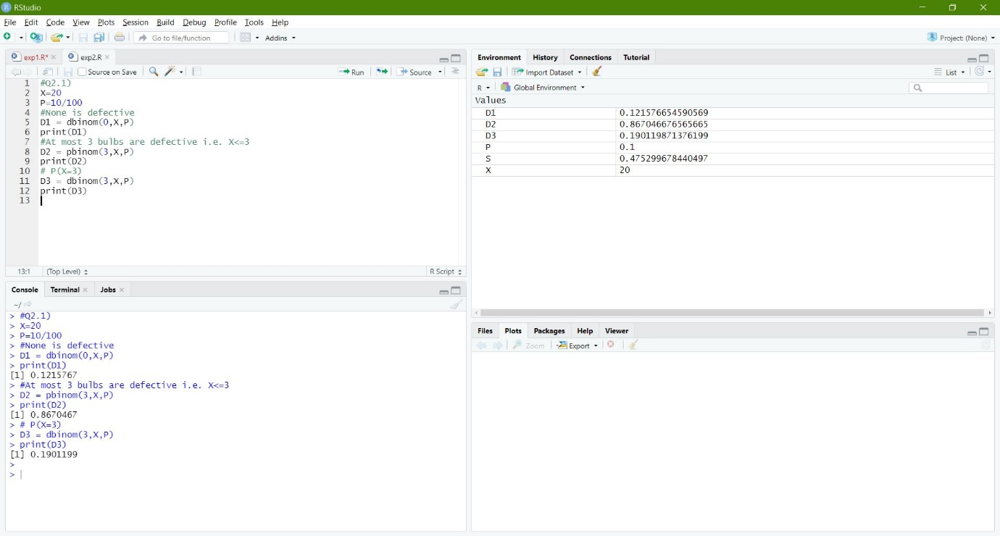 RStudio
File Edit Code View Plots Session Build Debug Profile Tools Help
Go to file/function Addins Project: (None)
exp1.R* exp2.R
Source on Save Run Source
1 #Q2.1)
2 X=20
3 P=10/100
4 #None is defective
5 D1 = dbinom(0,X,P)
6 print(D1)
7 #At most 3 bulbs are defective i.e. X<=3
8 D2 = pbinom(3,X,P)
9 print(D2)
10 # P(X=3)
11 D3 = dbinom(3,X,P)
12 print(D3)
13
13:1 (Top Level) R Script
Console Terminal Jobs
~/
> #Q2.1)
> X=20
> P=10/100
> #None is defective
> D1 = dbinom(0,X,P)
> print(D1)
[1] 0.1215767
> #At most 3 bulbs are defective i.e. X<=3
> D2 = pbinom(3,X,P)
> print(D2)
[1] 0.8670467
> # P(X=3)
> D3 = dbinom(3,X,P)
> print(D3)
[1] 0.1901199
>
>
Environment History Connections Tutorial
Import Dataset List
R Global Environment
Values
D1 0.121576654590569
D2 0.867046676565665
D3 0.190119871376199
P 0.1
S 0.475299678440497
X 20
Files Plots Packages Help Viewer
Zoom Export